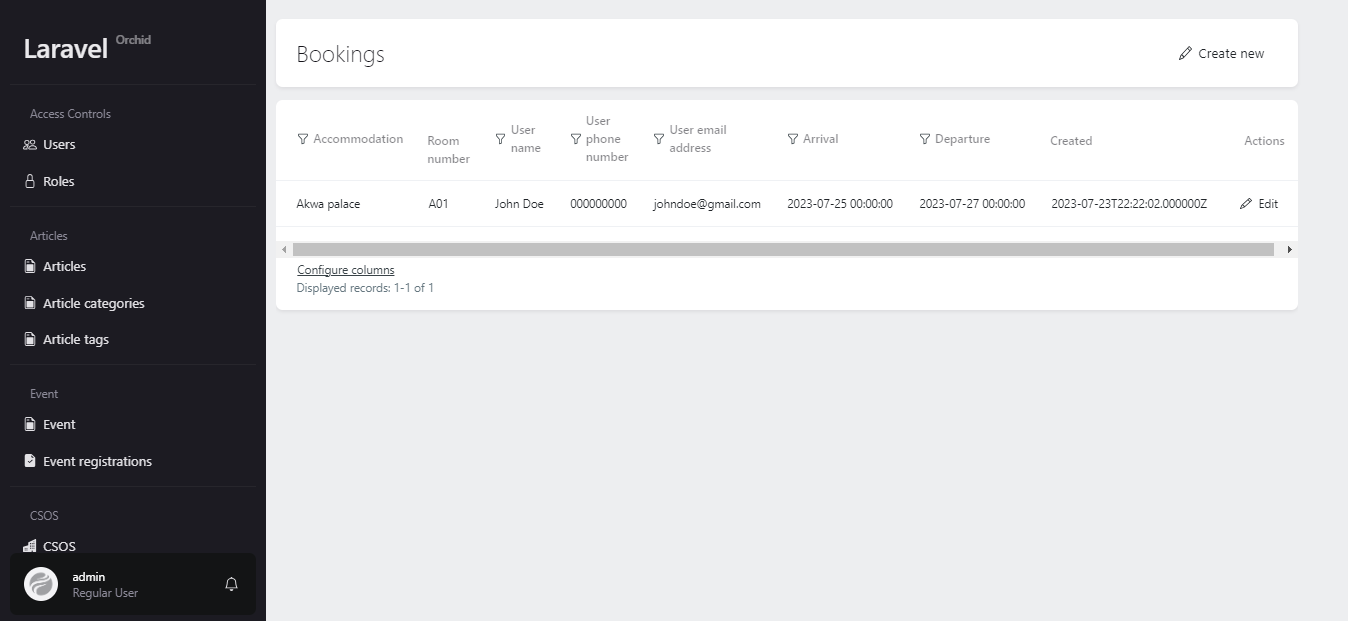 Laravel Orchid
Access Controls
Users
Roles
Articles
Articles
Article categories
Article tags
Event
Event
Event registrations
CSOS
CSOS
admin
Regular User
Bookings
Create new
Accommodation
Room
number
User
name
User
phone
number
User email
address
Arrival
Departure
Created
Actions
Akwa palace A01 John Doe 000000000 johndoe@gmail.com 2023-07-25 00:00:00 2023-07-27 00:00:00 2023-07-23T22:22:02.000000Z Edit
Configure columns
Displayed records: 1-1 of 1